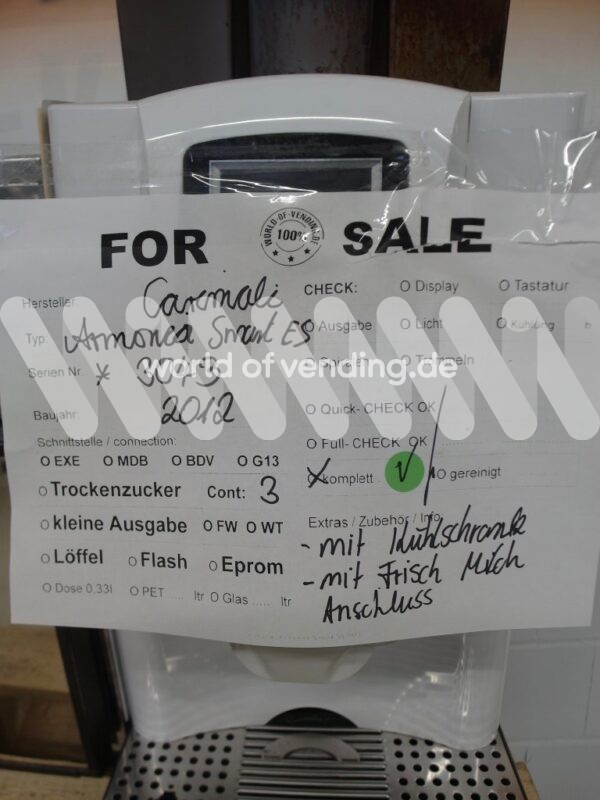 FOR SALE
WORLD-OF-VENDING.DE
100%
Hersteller: Carimali
Typ: Armonia Smart ES
Serien Nr. * 3073
Baujahr: 2012
Schnittstelle / connection:
O EXE O MDB O BDV O G13
O Trockenzucker Cont: 3
O kleine Ausgabe O FW O WT
O Löffel O Flash O Eprom
O Dose 0,33l O PET ..... ltr O Glas ..... ltr
CHECK: O Display O Tastatur
O Ausgabe O Licht O Kühlung
O Quick- CHECK OK
O Full- CHECK OK
O komplett √ O gereinigt
Extras / Zubehör / Info:
- mit Kühlschrank
- mit Frisch Milch
Anschluss
world of vending.de